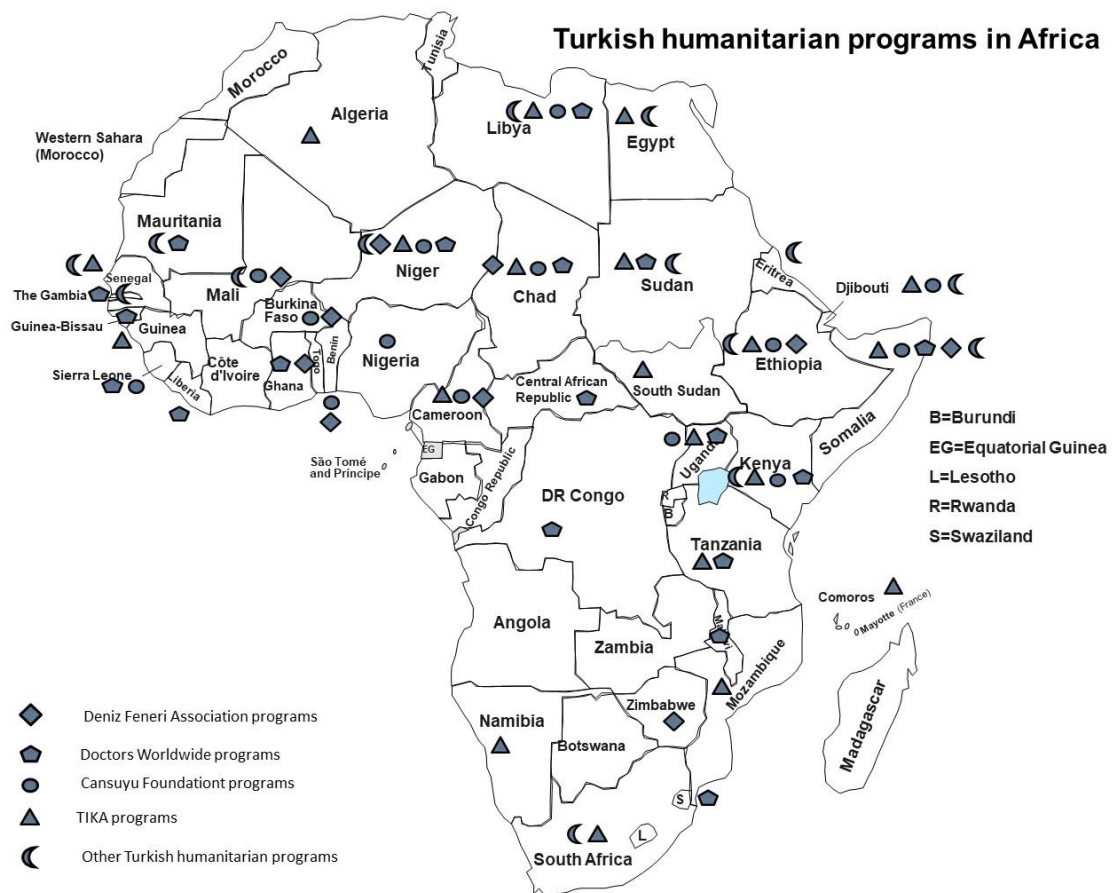 Turkish humanitarian programs in Africa
Tunisia
Morocco
Algeria
Libya
Egypt
Western Sahara
(Morocco)
Mauritania
Niger
Mali
Chad
Sudan
Eritrea
Djibouti
Senegal
The Gambia
Guinea-Bissau
Guinea
Burkina
Faso
Benin
Togo
Nigeria
Ethiopia
Sierra Leone
Liberia
Côte
d'Ivoire
Ghana
Cameroon
Central African
Republic
South Sudan
Somalia
EG
São Tomé
and Principe
Gabon
Congo Republic
DR Congo
Uganda
Kenya
R
B
Tanzania
B=Burundi
EG=Equatorial Guinea
L=Lesotho
R=Rwanda
S=Swaziland
Comoros
Mayotte (France)
Angola
Zambia
Mozambique
Madagascar
Namibia
Zimbabwe
Botswana
S
L
South Africa
Deniz Feneri Association programs
Doctors Worldwide programs
Cansuyu Foundationt programs
TIKA programs
Other Turkish humanitarian programs